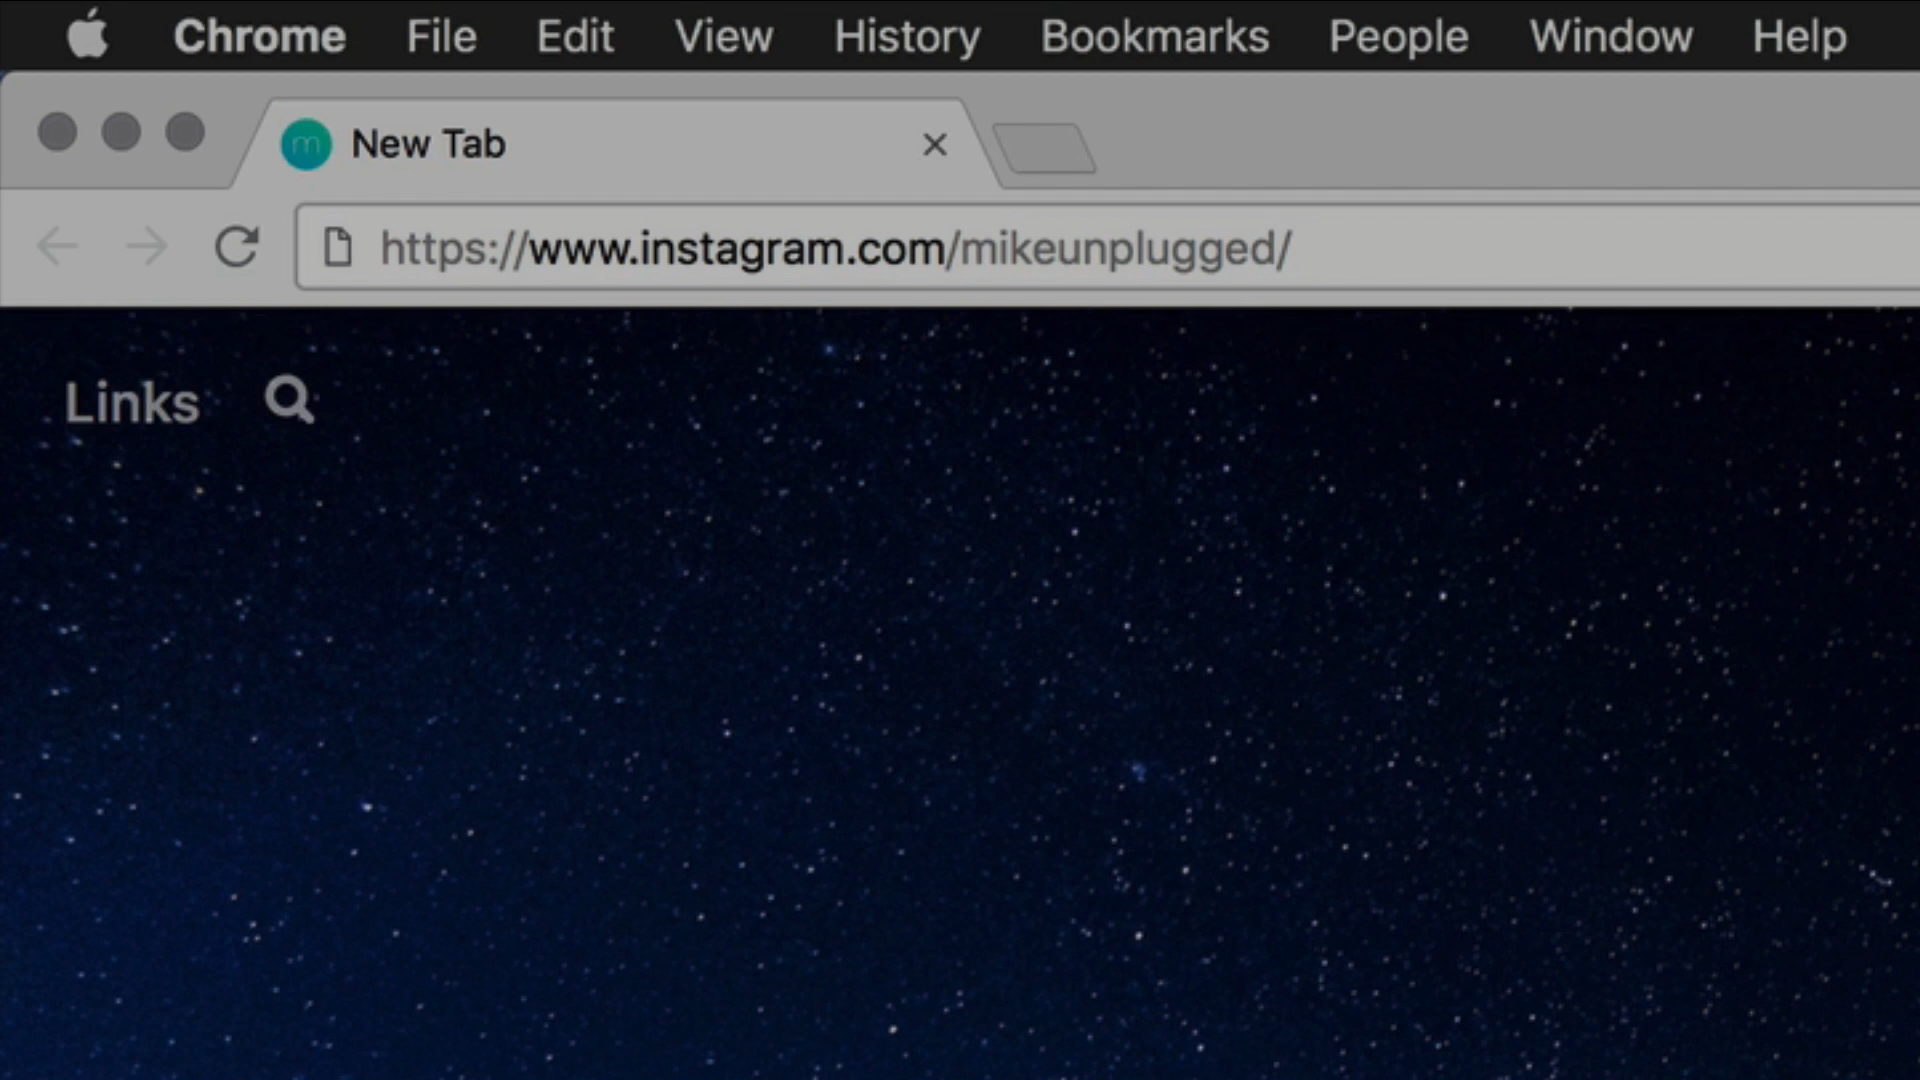 Chrome File Edit View History Bookmarks People Window Help
m New Tab
https://www.instagram.com/mikeunplugged/
Links